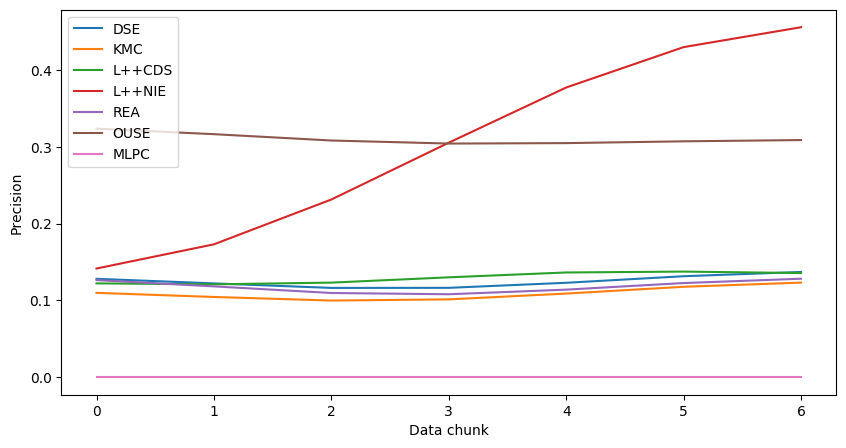 DSE
KMC
L++CDS
L++NIE
REA
OUSE
MLPC
Precision
0.4
0.3
0.2
0.1
0.0
0 1 2 3 4 5 6
Data chunk